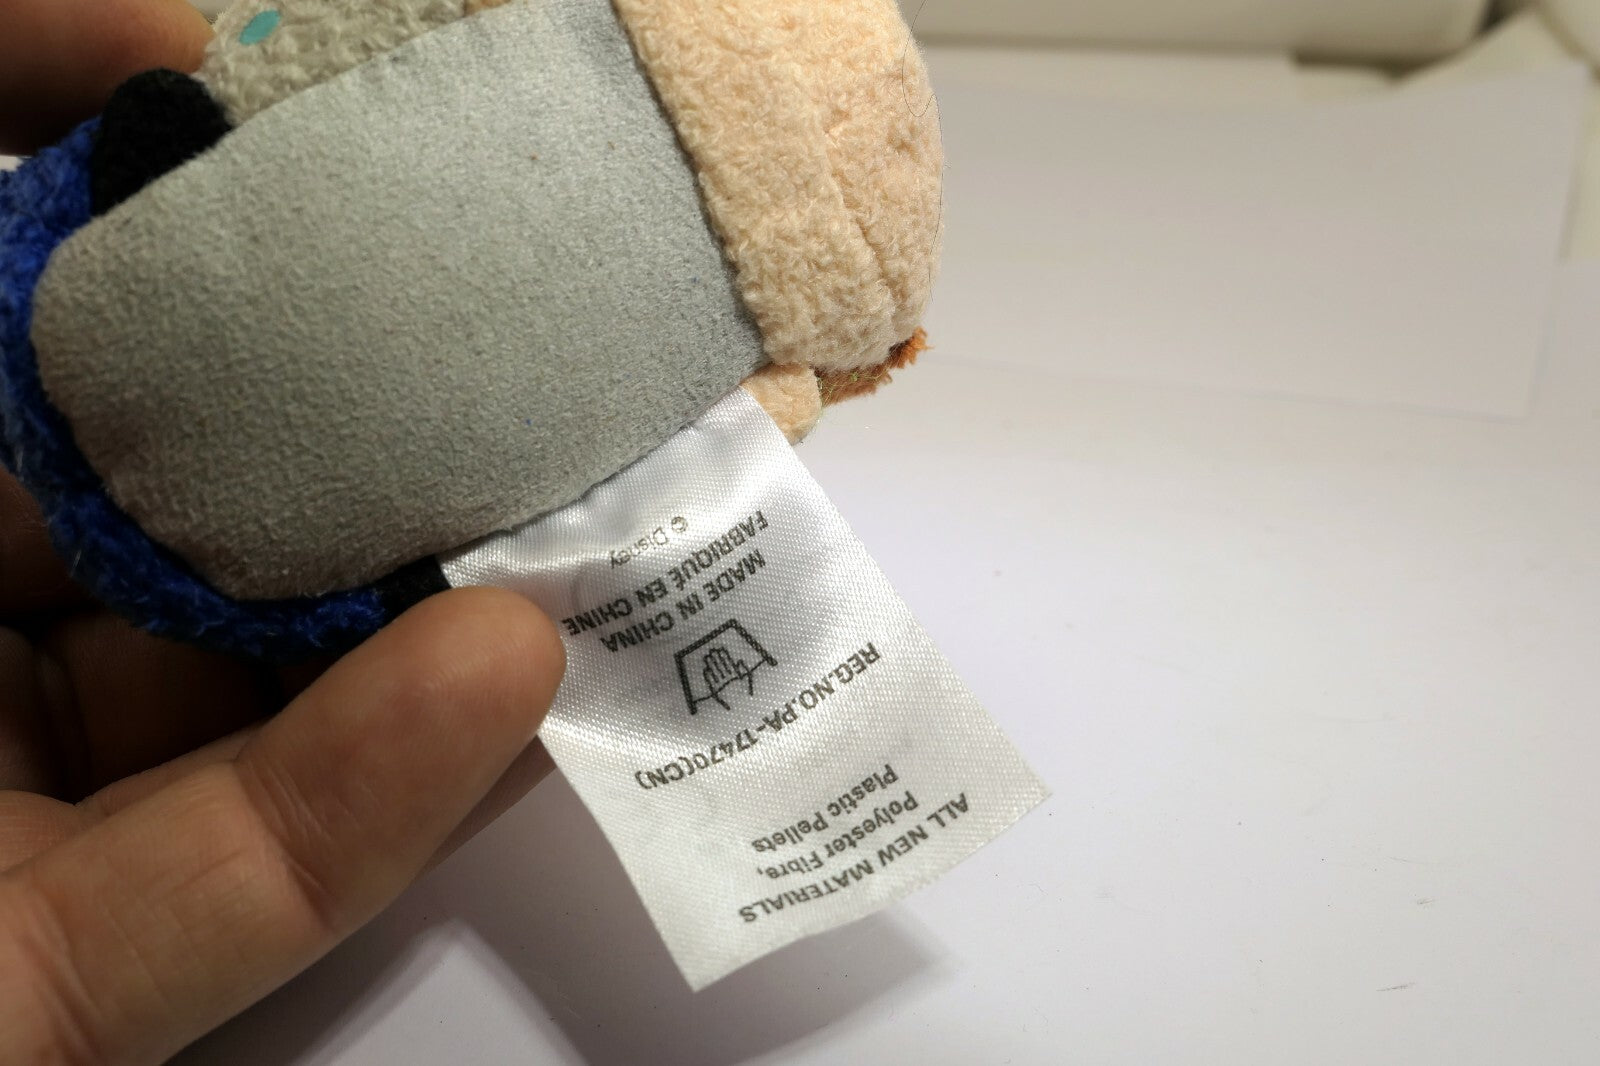 ALL NEW MATERIALS
Polyester Fibre,
Plastic Pellets
REG.NO.PA-17470(CN)
MADE IN CHINA
FABRIQUÉ EN CHINE
© Disney